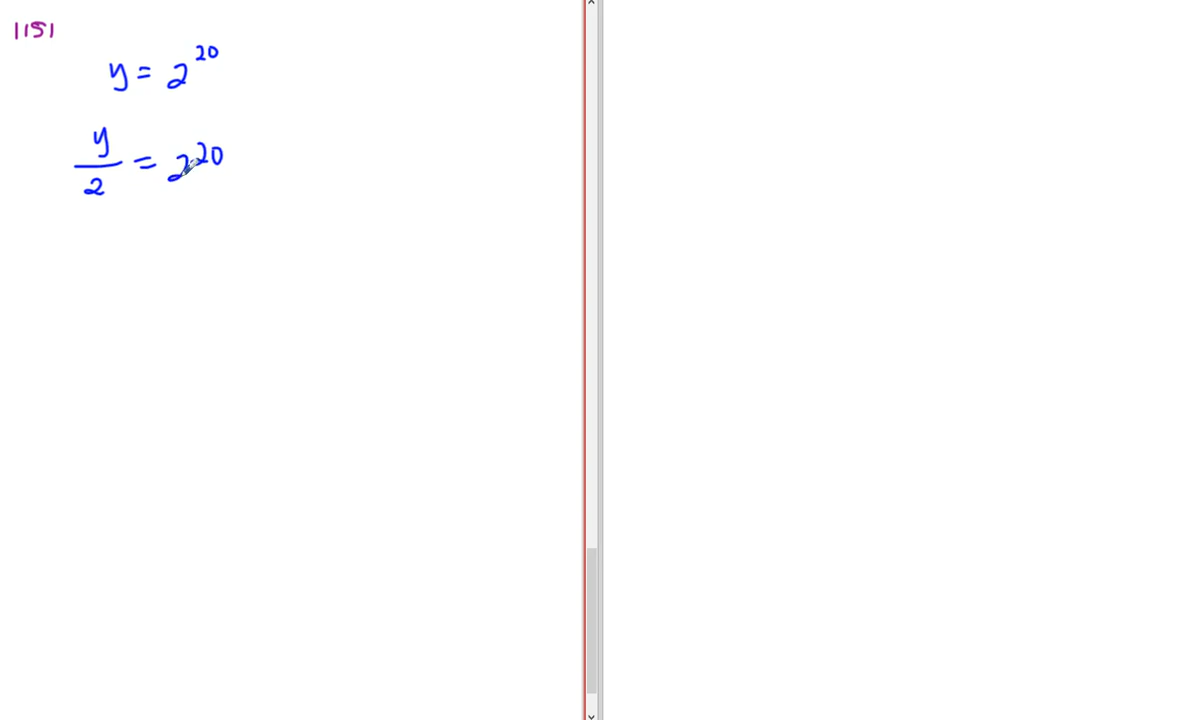 1151
y = 2^20
y/2 = 2^20